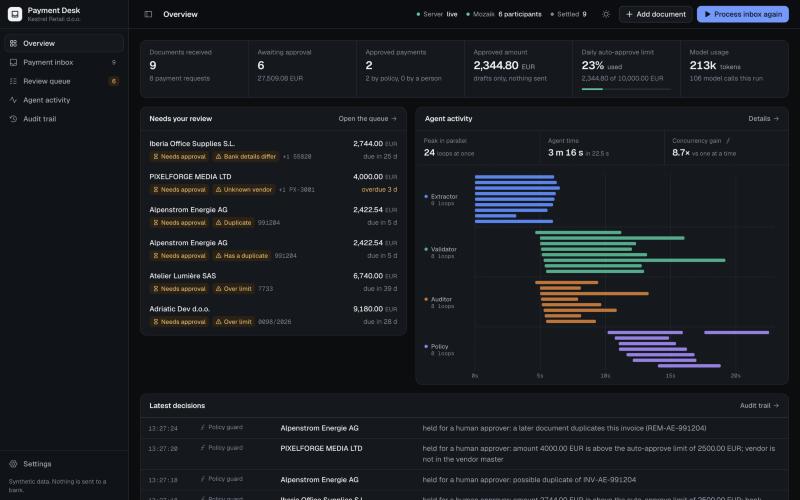 Payment Desk
Kestrel Retail d.o.o.
Overview
Server live
Mozaik 6 participants
Settled 9
Add document
Process inbox again
Overview
Payment inbox 9
Review queue 6
Agent activity
Audit trail
Documents received
9
8 payment requests
Awaiting approval
6
27,509.08 EUR
Approved payments
2
2 by policy, 0 by a person
Approved amount
2,344.80 EUR
drafts only, nothing sent
Daily auto-approve limit
23% used
2,344.80 of 10,000.00 EUR
Model usage
213k tokens
106 model calls this run
Needs your review
Open the queue →
Iberia Office Supplies S.L. 2,744.00 EUR
Needs approval Bank details differ +1 55820 due in 25 d
PIXELFORGE MEDIA LTD 4,000.00 EUR
Needs approval Unknown vendor +1 PX-3001 overdue 3 d
Alpenstrom Energie AG 2,422.54 EUR
Needs approval Duplicate 991204 due in 5 d
Alpenstrom Energie AG 2,422.54 EUR
Needs approval Has a duplicate 991204 due in 5 d
Atelier Lumière SAS 6,740.00 EUR
Needs approval Over limit 7733 due in 39 d
Adriatic Dev d.o.o. 9,180.00 EUR
Needs approval Over limit 0098/2026 due in 28 d
Agent activity
Details →
Peak in parallel
24 loops at once
Agent time
3 m 16 s in 22.5 s
Concurrency gain ƒ
8.7× vs one at a time
Extractor
9 loops
Validator
8 loops
Auditor
8 loops
Policy
8 loops
0s 5s 10s 15s 20s
Latest decisions
Audit trail →
13:27:24 ƒ Policy guard Alpenstrom Energie AG held for a human approver: a later document duplicates this invoice (REM-AE-991204)
13:27:20 ƒ Policy guard PIXELFORGE MEDIA LTD held for a human approver: amount 4000.00 EUR is above the auto-approve limit of 2500.00 EUR; vendor is
not in the vendor master
13:27:18 ƒ Policy guard Alpenstrom Energie AG held for a human approver: possible duplicate of INV-AE-991204
Settings
Synthetic data. Nothing is sent to a
bank.